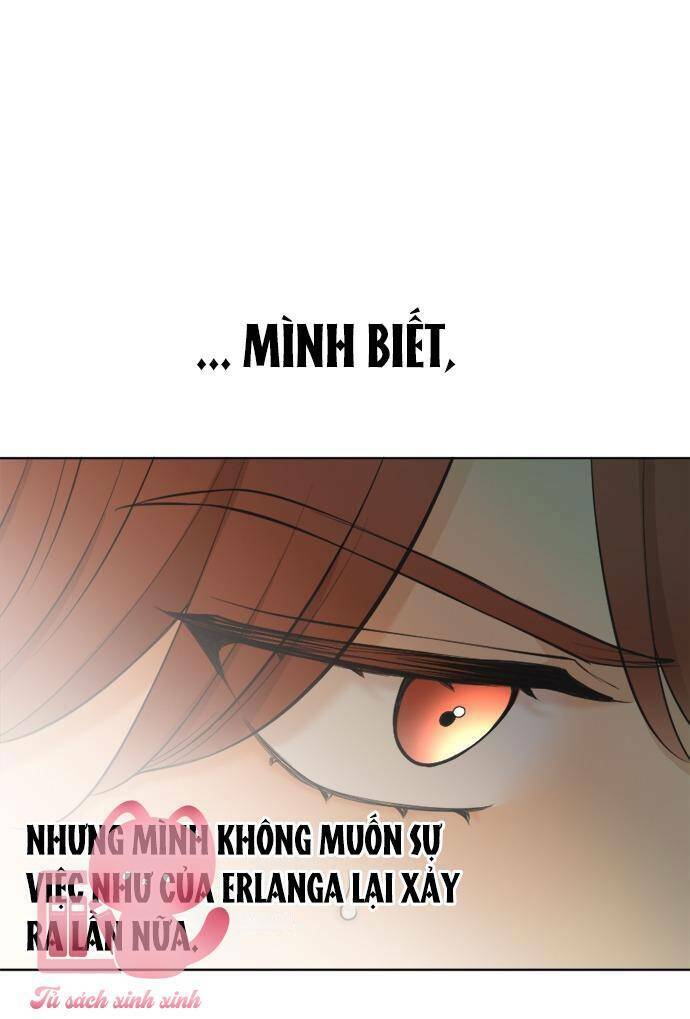 ... MÌNH BIẾT,
NHƯNG MÌNH KHÔNG MUỐN SỰ
VIỆC NHƯ CỦA ERLANGA LẠI XẢY
RA LẦN NỮA.
Tủ sách xinh xinh